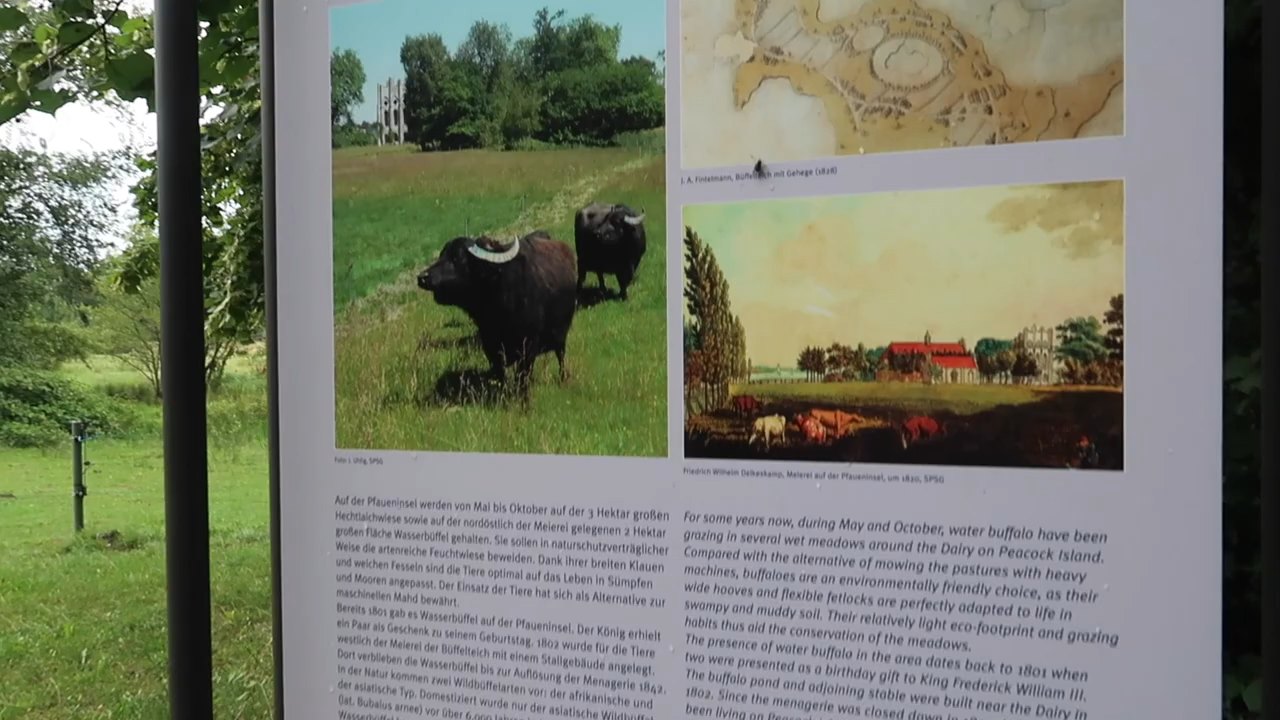 J. A. Fintelmann, Büffelteich mit Gehege (1828)
Friedrich Wilhelm Delkeskamp, Meierei auf der Pfaueninsel, um 1820, SPSG
Foto: J. Uhlig, SPSG
Auf der Pfaueninsel werden von Mai bis Oktober auf der 3 Hektar großen
Hechtlaichwiese sowie auf der nordöstlich der Meierei gelegenen 2 Hektar
großen Fläche Wasserbüffel gehalten. Sie sollen in naturschutzverträglicher
Weise die artenreiche Feuchtwiese beweiden. Dank ihrer breiten Klauen
und weichen Fesseln sind die Tiere optimal auf das Leben in Sümpfen
und Mooren angepasst. Der Einsatz der Tiere hat sich als Alternative zur
maschinellen Mahd bewährt.
Bereits 1801 gab es Wasserbüffel auf der Pfaueninsel. Der König erhielt
ein Paar als Geschenk zu seinem Geburtstag. 1802 wurde für die Tiere
westlich der Meierei der Büffelteich mit einem Stallgebäude angelegt.
Dort verblieben die Wasserbüffel bis zur Auflösung der Menagerie 1842.
In der Natur kommen zwei Wildbüffelarten vor: der afrikanische und
der asiatische Typ. Domestiziert wurde nur der asiatische Wildbüffel
(lat. Bubalus arnee) vor über 6.000 Jahren
For some years now, during May and October, water buffalo have been
grazing in several wet meadows around the Dairy on Peacock Island.
Compared with the alternative of mowing the pastures with heavy
machines, buffaloes are an environmentally friendly choice, as their
wide hooves and flexible fetlocks are perfectly adapted to life in
swampy and muddy soil. Their relatively light eco-footprint and grazing
habits thus aid the conservation of the meadows.
The presence of water buffalo in the area dates back to 1801 when
two were presented as a birthday gift to King Frederick William III.
The buffalo pond and adjoining stable were built near the Dairy in
1802. Since the menagerie was closed down in
been living on